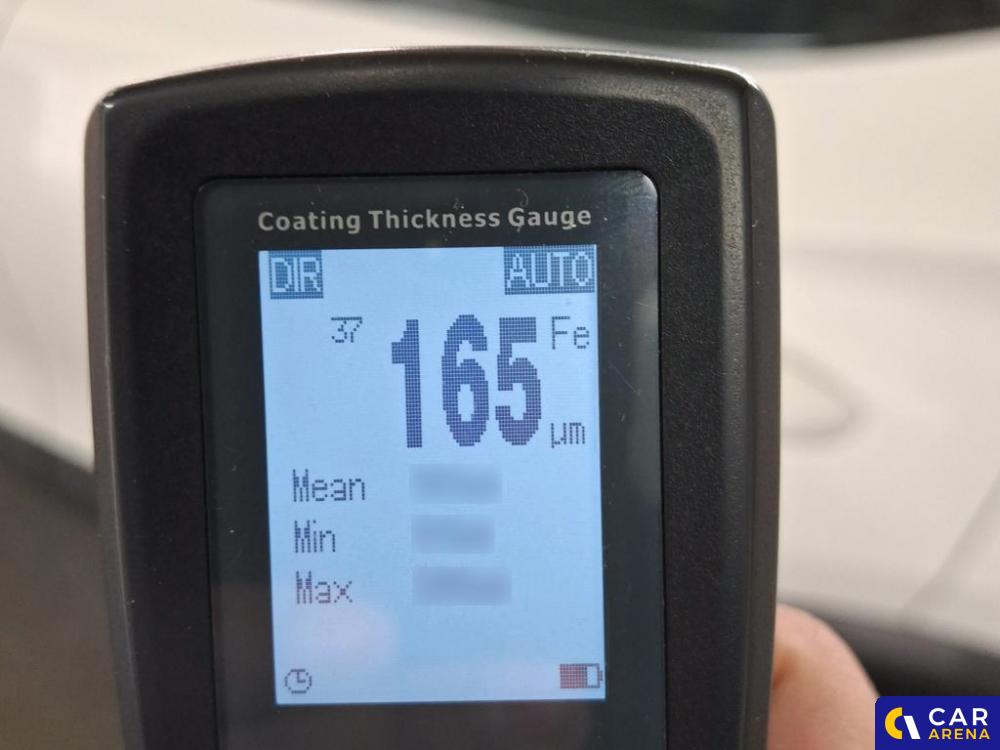 Coating Thickness Gauge
DIR AUTO
37 165 Fe
µm
Mean
Min
Max
CAR
ARENA